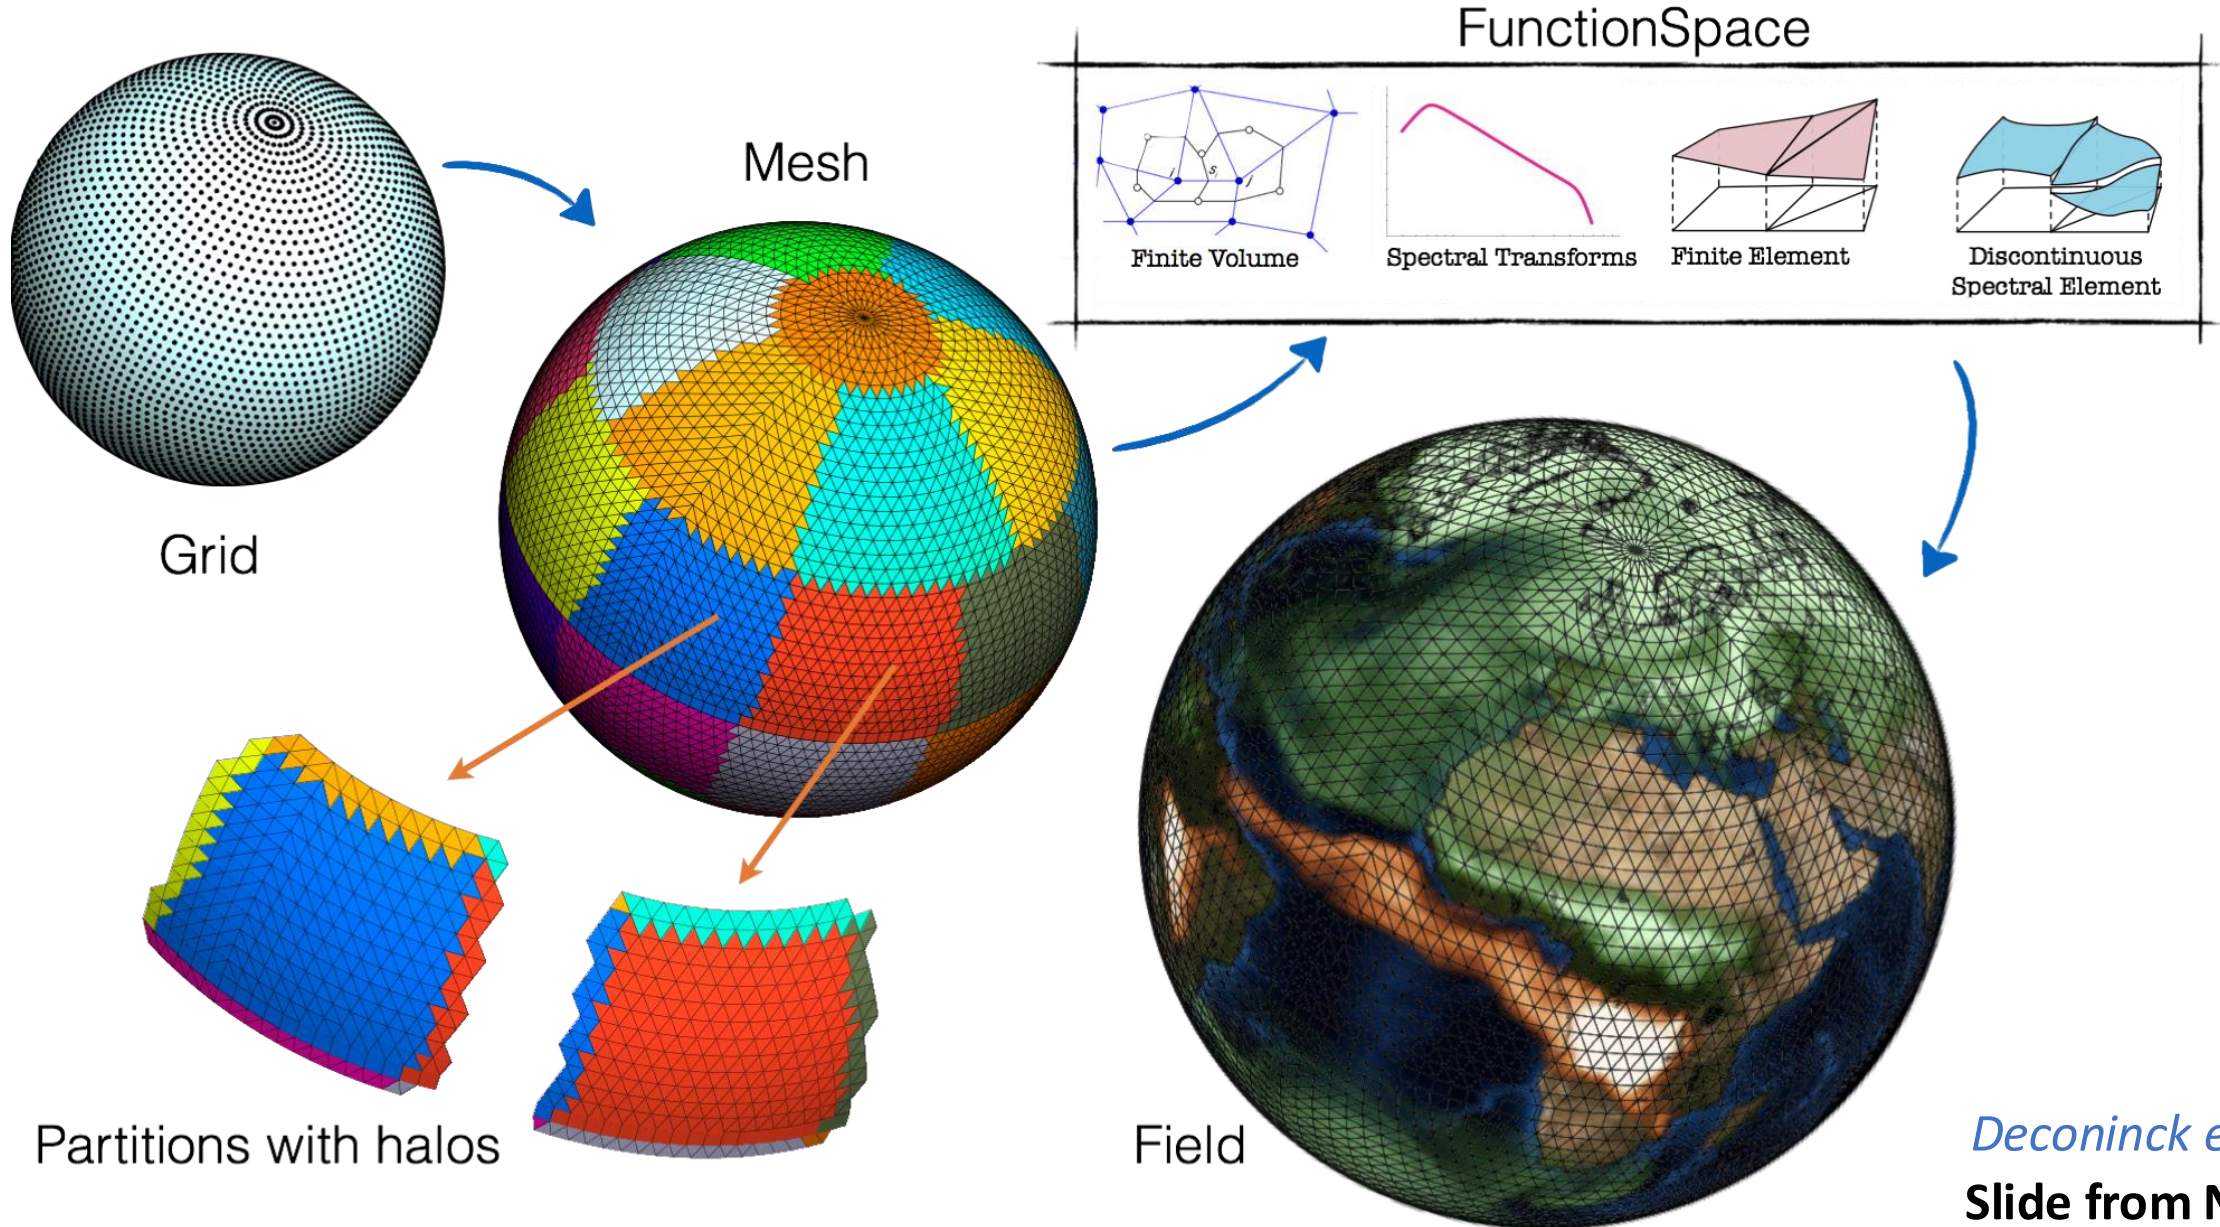 FunctionSpace
Mesh
i
s
j
Finite Volume
Spectral Transforms
Finite Element
Discontinuous
Spectral Element
Grid
Partitions with halos
Field
Deconinck
Slide from